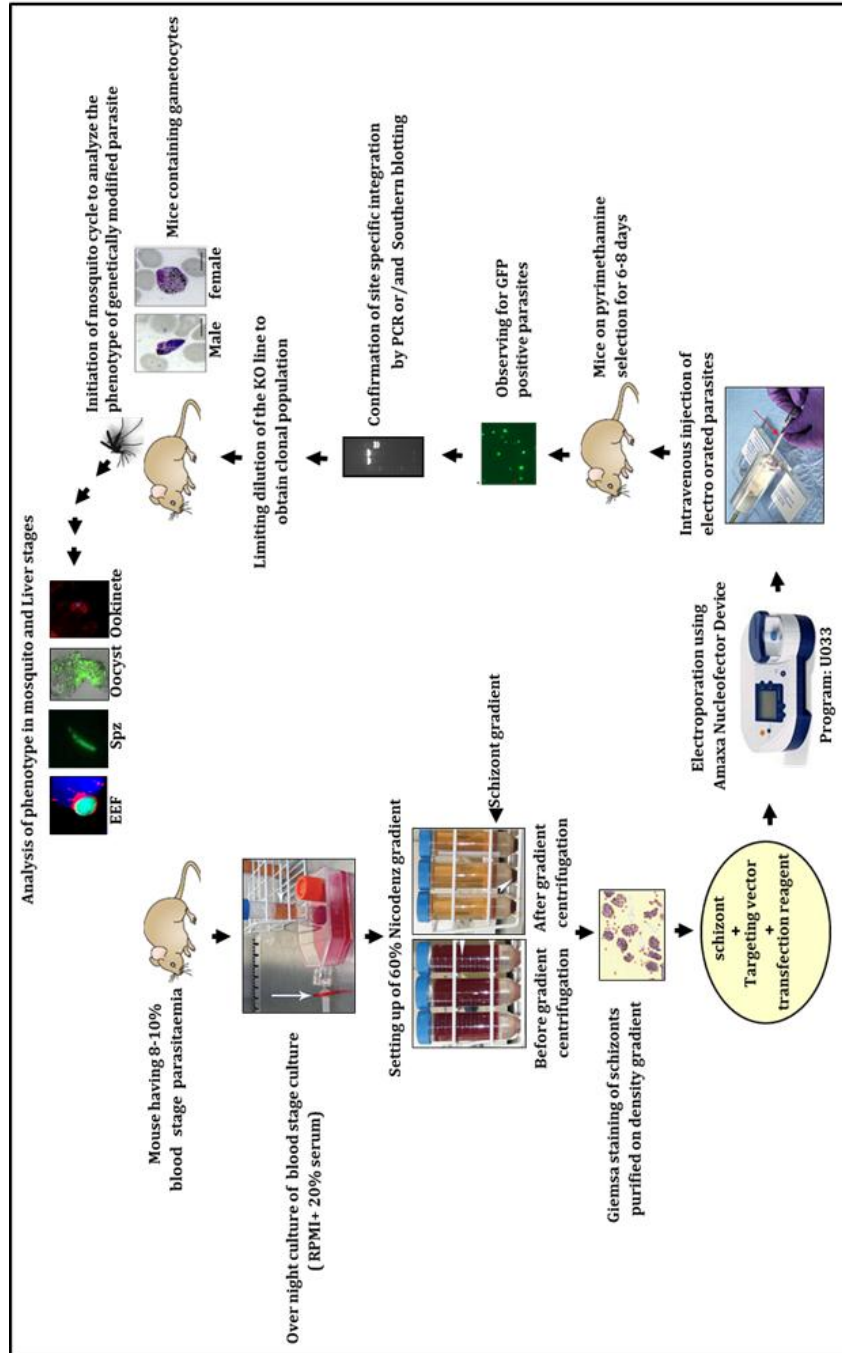 Analysis of phenotype in mosquito and Liver stages
EEF
Spz
Oocyst
Ookinete
Initiation of mosquito cycle to analyze the
phenotype of genetically modified parasite
Mice containing gametocytes
Male
female
Mouse having 8-10%
blood stage parasitaemia
Over night culture of blood stage culture
( RPMI+ 20% serum)
Setting up of 60% Nicodenz gradient
Schizont gradient
Before gradient
centrifugation
After gradient
centrifugation
Giemsa staining of schizonts
purified on density gradient
schizont
+
Targeting vector
+
transfection reagent
Electroporation using
Amaxa Nucleofector Device
Program: U033
Intravenous injection of
electro orated parasites
Mice on pyrimethamine
selection for 6-8 days
Observing for GFP
positive parasites
Confirmation of site specific integration
by PCR or/and Southern blotting
Limiting dilution of the KO line to
obtain clonal population